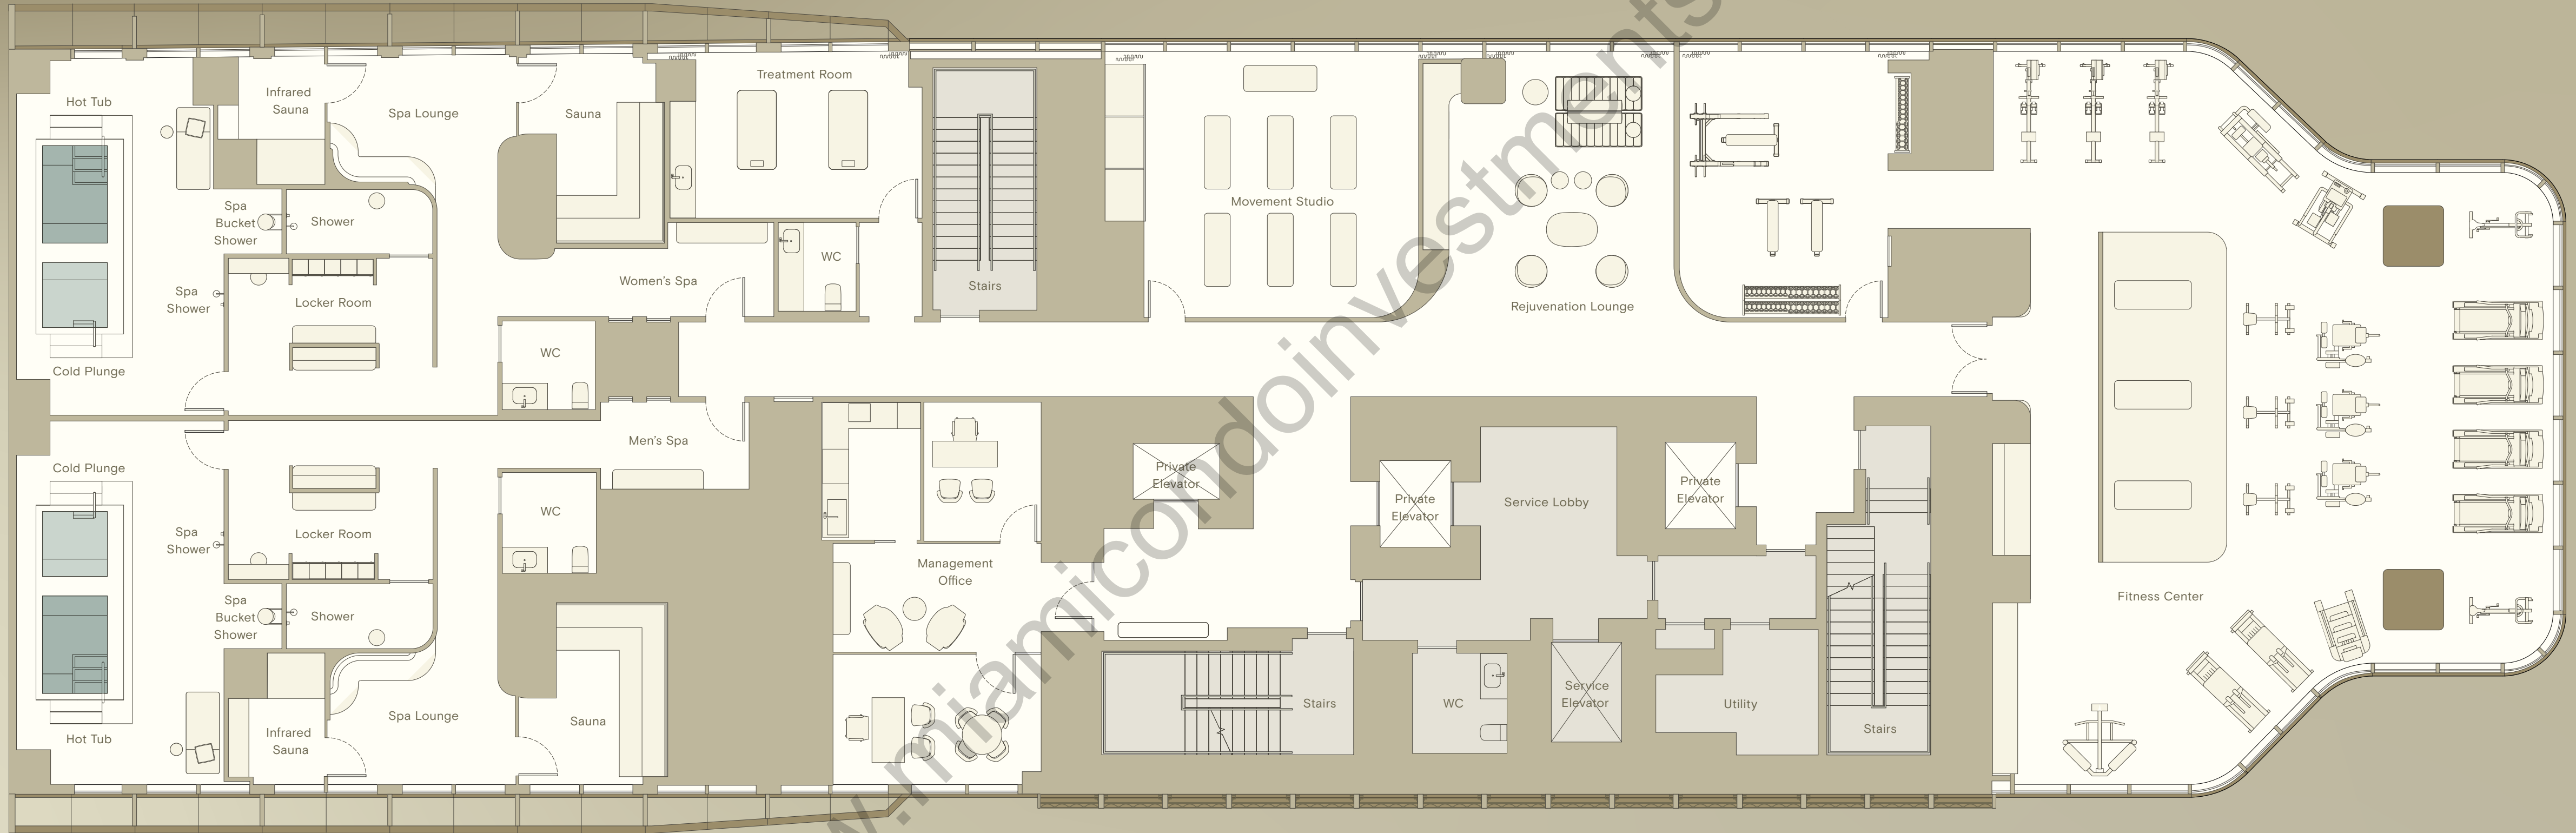 Hot Tub
Infrared
Sauna
Spa Lounge
Sauna
Treatment Room
Spa
Bucket
Shower
Shower
Movement Studio
WC
Women's Spa
Stairs
Rejuvenation Lounge
Spa
Shower
Locker Room
WC
Cold Plunge
Men's Spa
Cold Plunge
Private
Elevator
Private
Elevator
Service Lobby
Private
Elevator
WC
Spa
Shower
Locker Room
Management
Office
Fitness Center
Spa
Bucket
Shower
Shower
Hot Tub
Infrared
Sauna
Spa Lounge
Sauna
Stairs
WC
Service
Elevator
Utility
Stairs
w.miamicondoinvestments